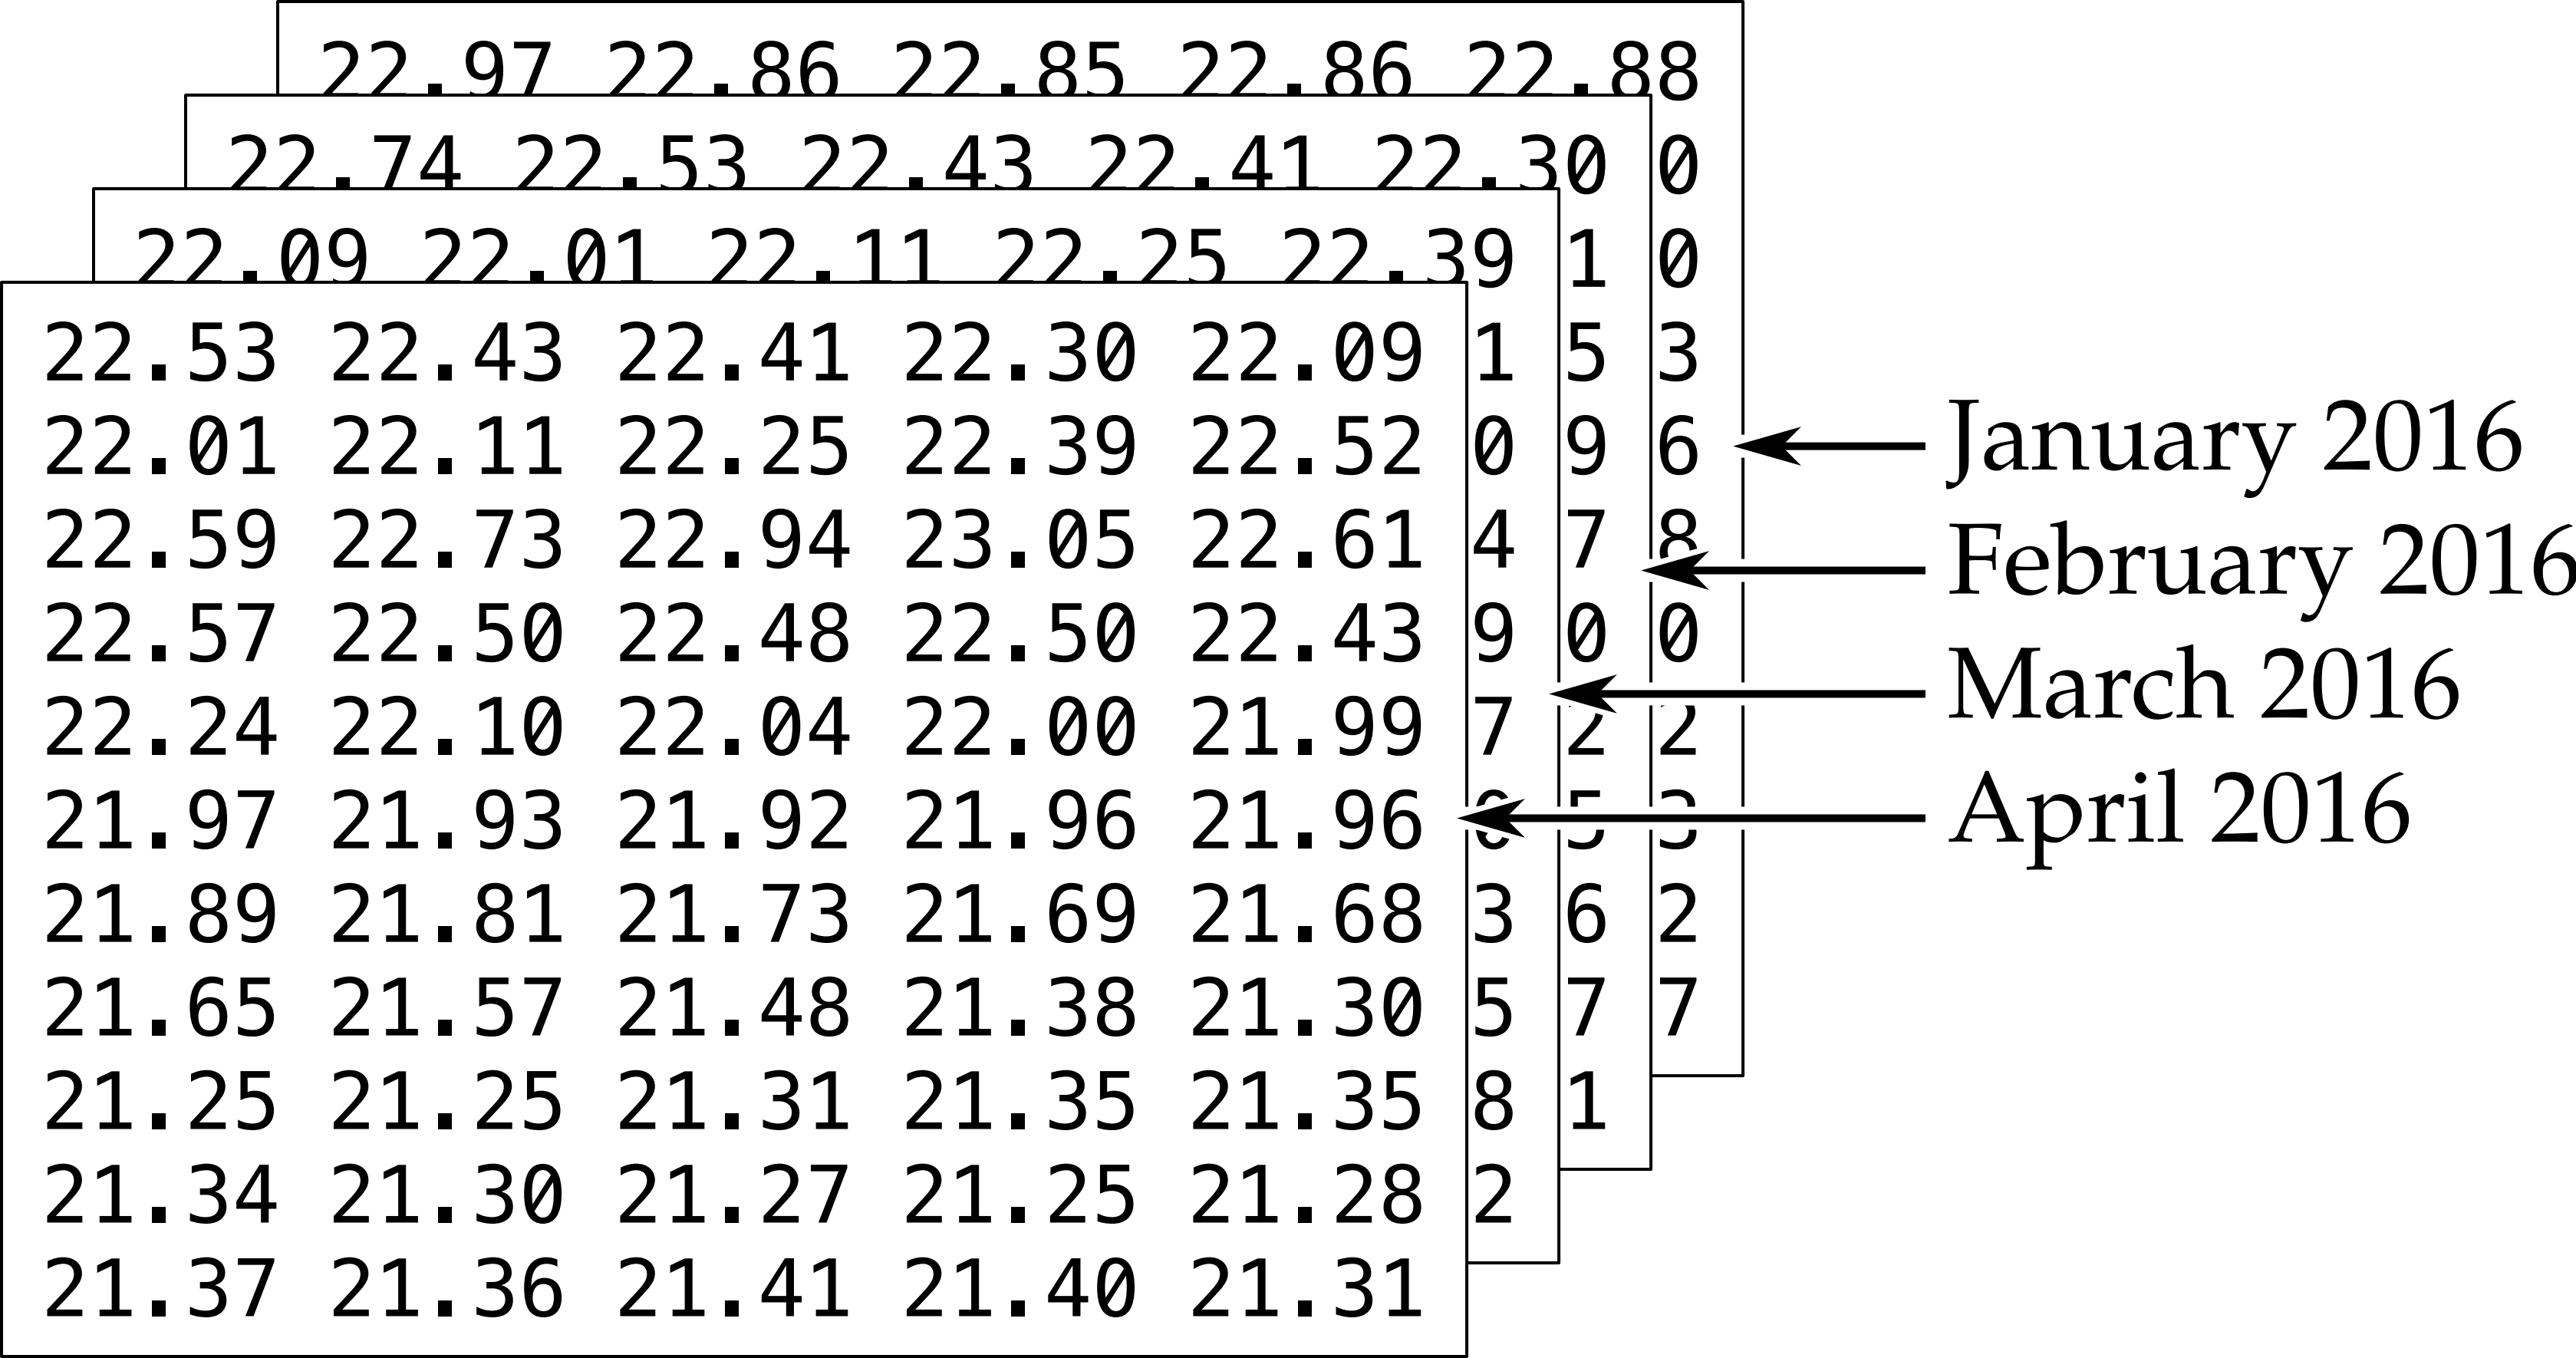 22.97 22.86 22.85 22.86 22.88
22.74 22.53 22.43 22.41 22.30 0
22.09 22.01 22.11 22.25 22.39 1 0
22.53 22.43 22.41 22.30 22.09 1 5 3
22.01 22.11 22.25 22.39 22.52 0 9 6
22.59 22.73 22.94 23.05 22.61 4 7 8
22.57 22.50 22.48 22.50 22.43 9 0 0
22.24 22.10 22.04 22.00 21.99 7 2 2
21.97 21.93 21.92 21.96 21.96 0 5 3
21.89 21.81 21.73 21.69 21.68 3 6 2
21.65 21.57 21.48 21.38 21.30 5 7 7
21.25 21.25 21.31 21.35 21.35 8 1
21.34 21.30 21.27 21.25 21.28 2
21.37 21.36 21.41 21.40 21.31
January 2016
February 2016
March 2016
April 2016